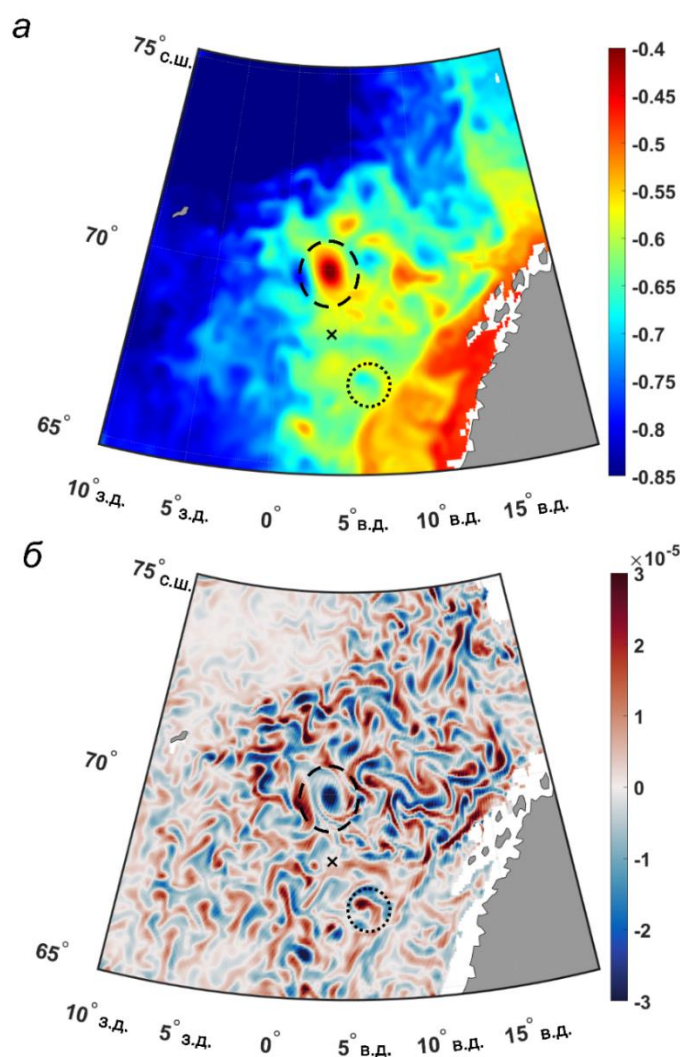 а
75° с.ш.
70°
65°
10° з.д.
5° з.д.
0°
5° в.д.
10° в.д.
15° в.д.
-0.4
-0.45
-0.5
-0.55
-0.6
-0.65
-0.7
-0.75
-0.8
-0.85
б
75° с.ш.
70°
65°
10° з.д.
5° з.д.
0°
5° в.д.
10° в.д.
15° в.д.
×10⁻⁵
3
2
1
0
-1
-2
-3